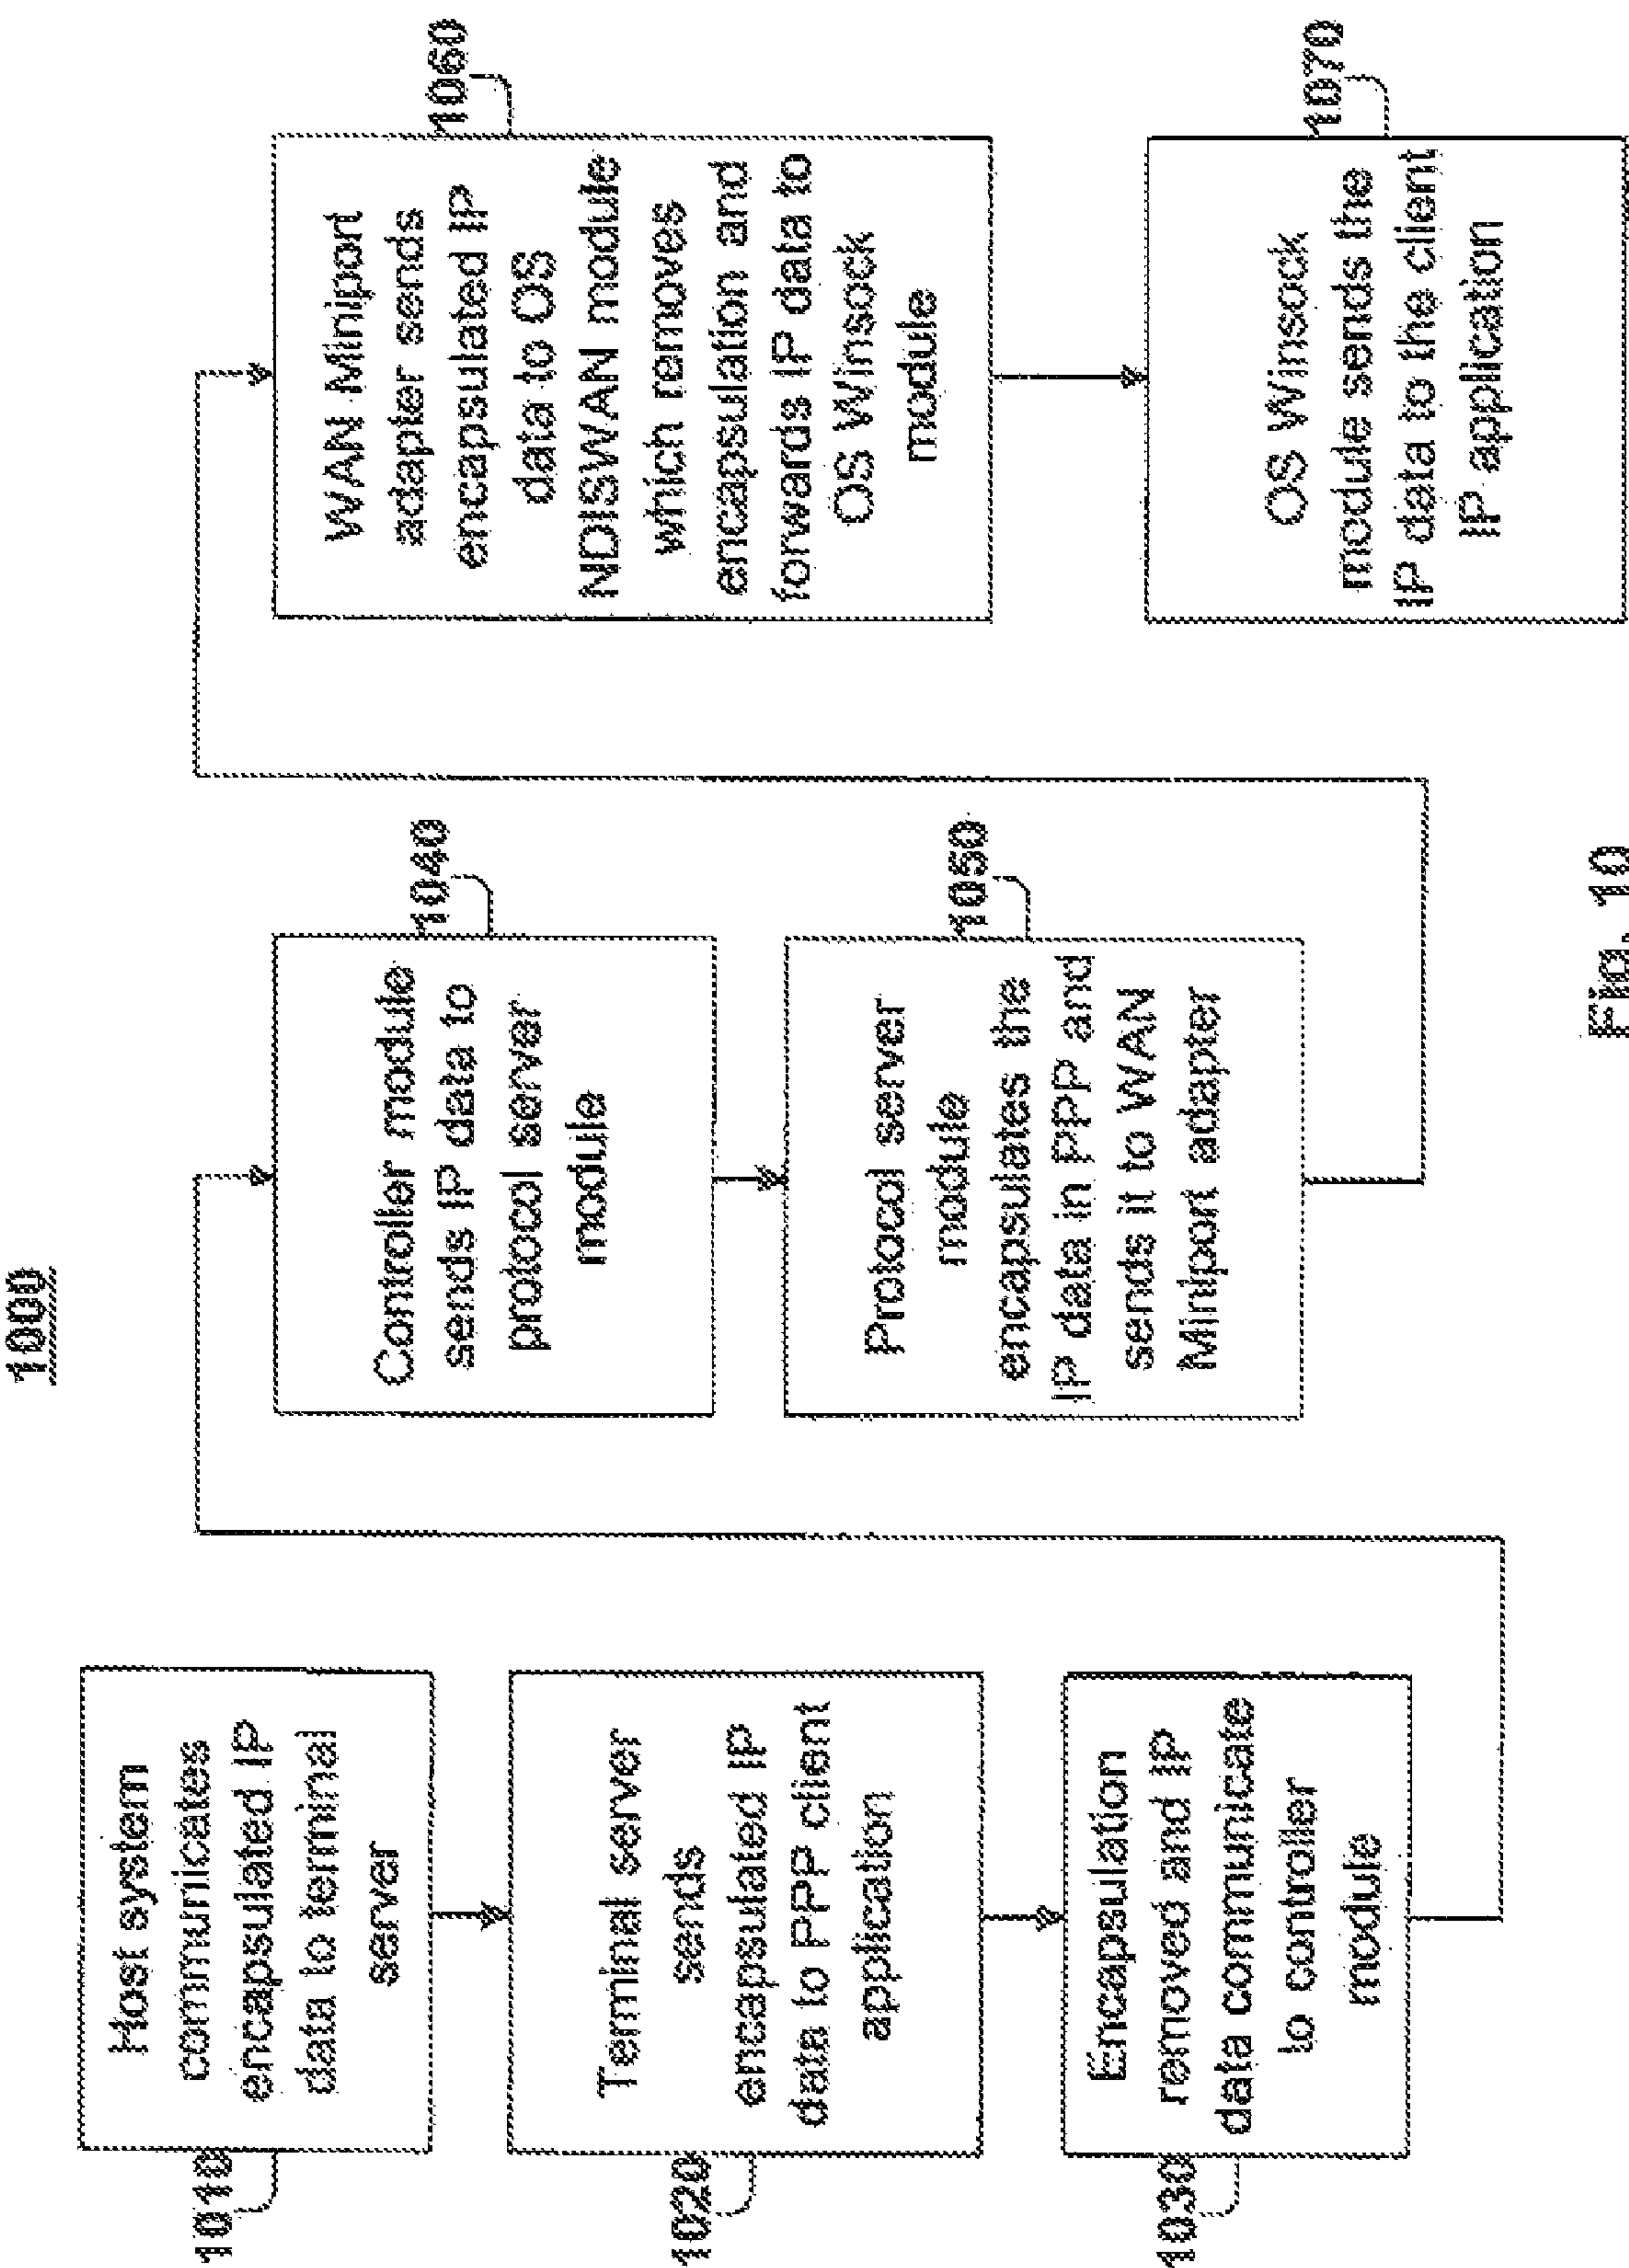 1000
1010
Host system
communicates
encapsulated IP
data to terminal
server
1020
Terminal server
sends
encapsulated IP
data to PPP client
application
1030
Encapsulation
removed and IP
data communicate
to controller
module
1040
Controller module
sends IP data to
protocol server
module
1050
Protocol server
module
encapsulates the
IP data in PPP and
sends it to WAN
Miniport adapter
1060
WAN Miniport
adapter sends
encapsulated IP
data to OS
NDISWAN module
which removes
encapsulation and
forwards IP data to
OS Winsock
module
1070
OS Winsock
module sends the
IP data to the client
IP application
Fig. 10